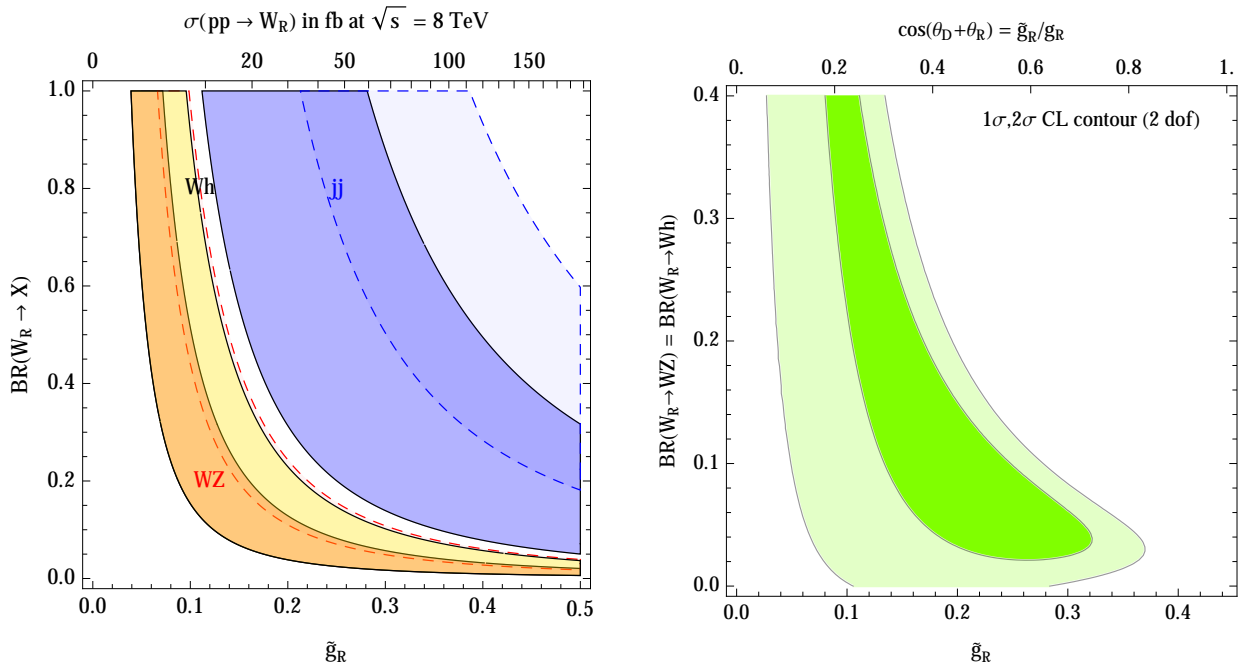 σ(pp → W_R) in fb at √s = 8 TeV
0 20 50 110 150
1.0
0.8
0.6
0.4
0.2
0.0
BR(W_R → X)
Wh
jj
WZ
0.0 0.1 0.2 0.3 0.4 0.5
g̃_R
cos(θ_D+θ_R) = g̃_R/g_R
0. 0.2 0.4 0.6 0.8 1.
1σ,2σ CL contour (2 dof)
0.4
0.3
0.2
0.1
0.0
BR(W_R→WZ) = BR(W_R→Wh)
0.0 0.1 0.2 0.3 0.4
g̃_R